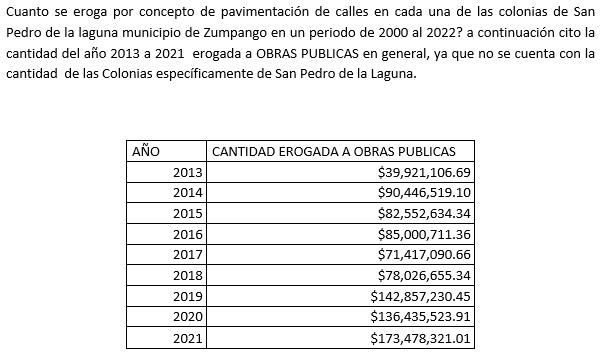 Cuanto se eroga por concepto de pavimentación de calles en cada una de las colonias de San
Pedro de la laguna municipio de Zumpango en un periodo de 2000 al 2022? a continuación cito la
cantidad del año 2013 a 2021 erogada a OBRAS PUBLICAS en general, ya que no se cuenta con la
cantidad de las Colonias específicamente de San Pedro de la Laguna.
AÑO CANTIDAD EROGADA A OBRAS PUBLICAS
2013 $39,921,106.69
2014 $90,446,519.10
2015 $82,552,634.34
2016 $85,000,711.36
2017 $71,417,090.66
2018 $78,026,655.34
2019 $142,857,230.45
2020 $136,435,523.91
2021 $173,478,321.01